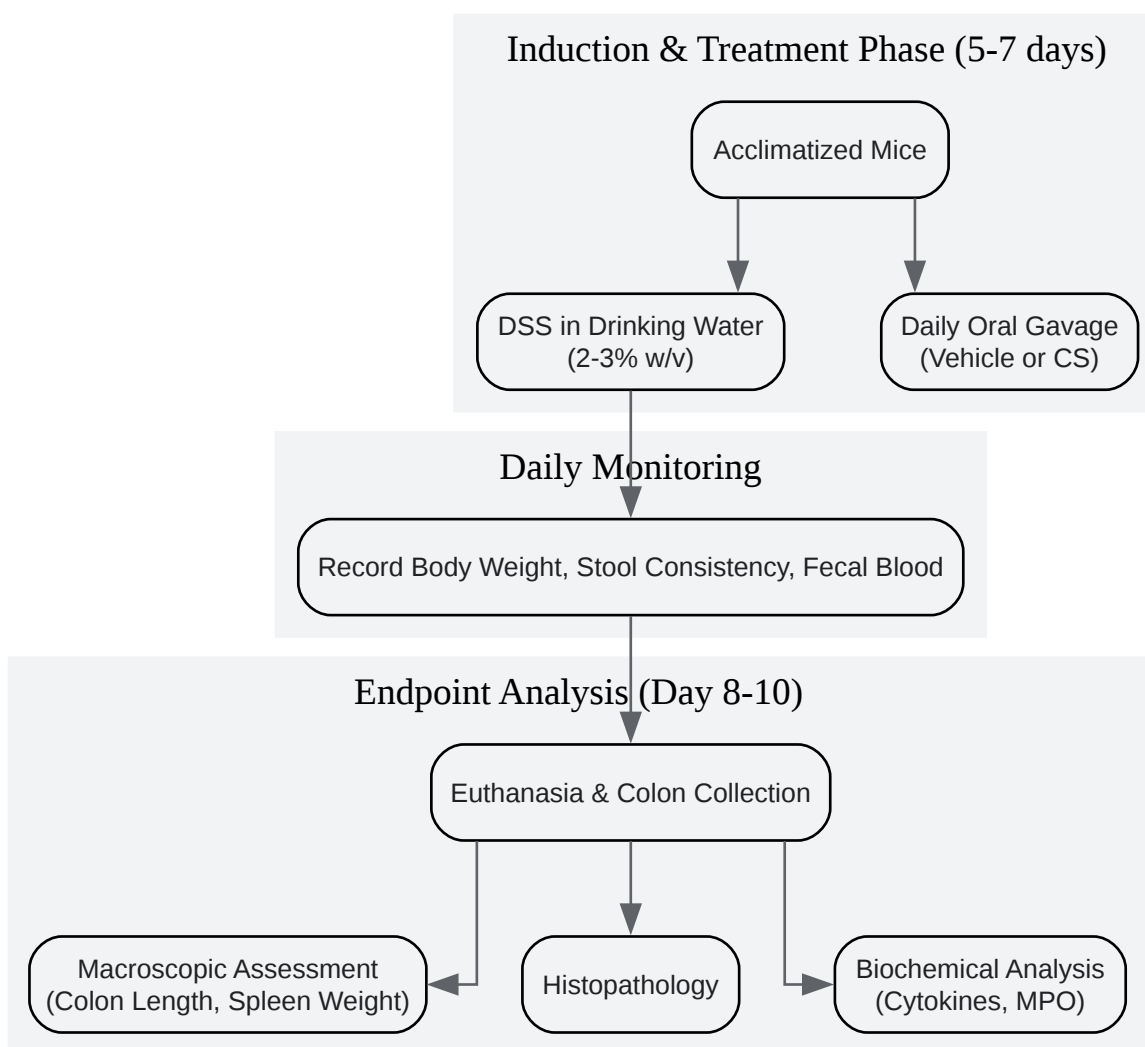 Induction & Treatment Phase (5-7 days)
Acclimatized Mice
DSS in Drinking Water
(2-3% w/v)
Daily Oral Gavage
(Vehicle or CS)
Daily Monitoring
Record Body Weight, Stool Consistency, Fecal Blood
Endpoint Analysis (Day 8-10)
Euthanasia & Colon Collection
Macroscopic Assessment
(Colon Length, Spleen Weight)
Histopathology
Biochemical Analysis
(Cytokines, MPO)